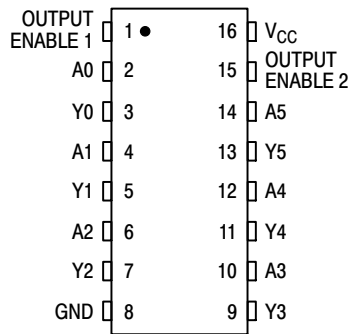 OUTPUT
ENABLE 1 1 16 VCC
A0 2 15 OUTPUT
ENABLE 2
Y0 3 14 A5
A1 4 13 Y5
Y1 5 12 A4
A2 6 11 Y4
Y2 7 10 A3
GND 8 9 Y3